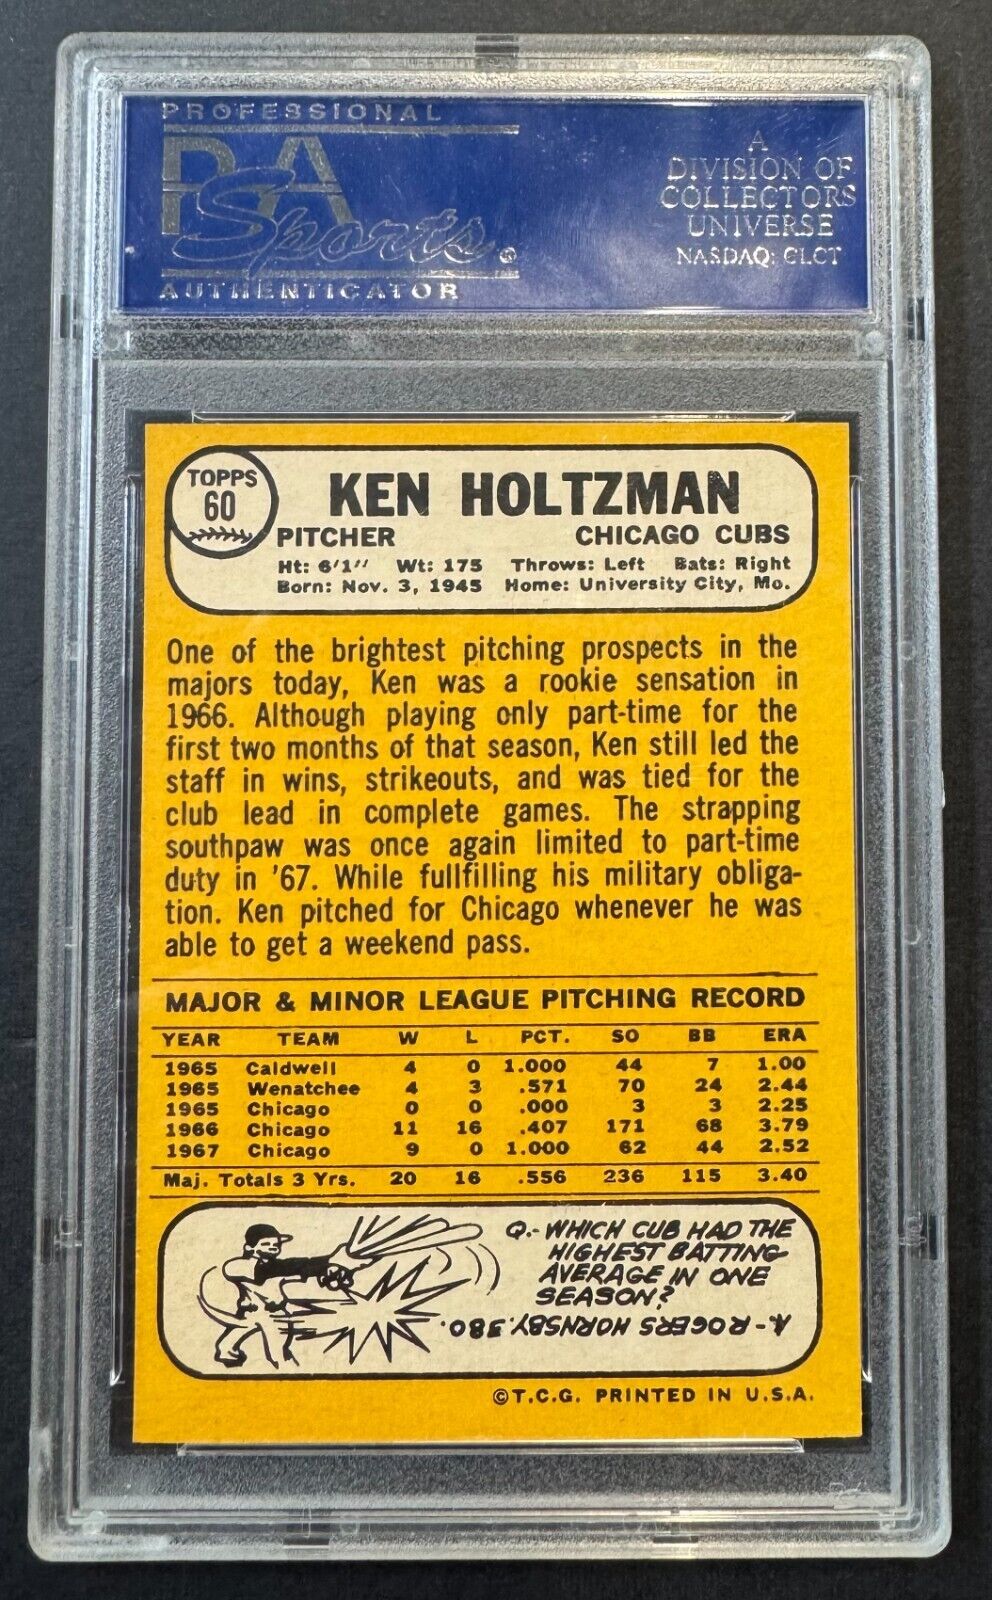 PROFESSIONAL
PSA
Sports
AUTHENTICATOR
A
DIVISION OF
COLLECTORS
UNIVERSE
NASDAQ: CLCT
TOPPS
60
KEN HOLTZMAN
PITCHER CHICAGO CUBS
Ht: 6'1" Wt: 175 Throws: Left Bats: Right
Born: Nov. 3, 1945 Home: University City, Mo.
One of the brightest pitching prospects in the
majors today, Ken was a rookie sensation in
1966. Although playing only part-time for the
first two months of that season, Ken still led the
staff in wins, strikeouts, and was tied for the
club lead in complete games. The strapping
southpaw was once again limited to part-time
duty in '67. While fullfilling his military obliga-
tion. Ken pitched for Chicago whenever he was
able to get a weekend pass.
MAJOR & MINOR LEAGUE PITCHING RECORD
YEAR TEAM W L PCT. SO BB ERA
1965 Caldwell 4 0 1.000 44 7 1.00
1965 Wenatchee 4 3 .571 70 24 2.44
1965 Chicago 0 0 .000 3 3 2.25
1966 Chicago 11 16 .407 171 68 3.79
1967 Chicago 9 0 1.000 62 44 2.52
Maj. Totals 3 Yrs. 20 16 .556 236 115 3.40
Q.- WHICH CUB HAD THE
HIGHEST BATTING
AVERAGE IN ONE
SEASON?
A.- ROGERS HORNSBY .380.
© T.C.G. PRINTED IN U.S.A.